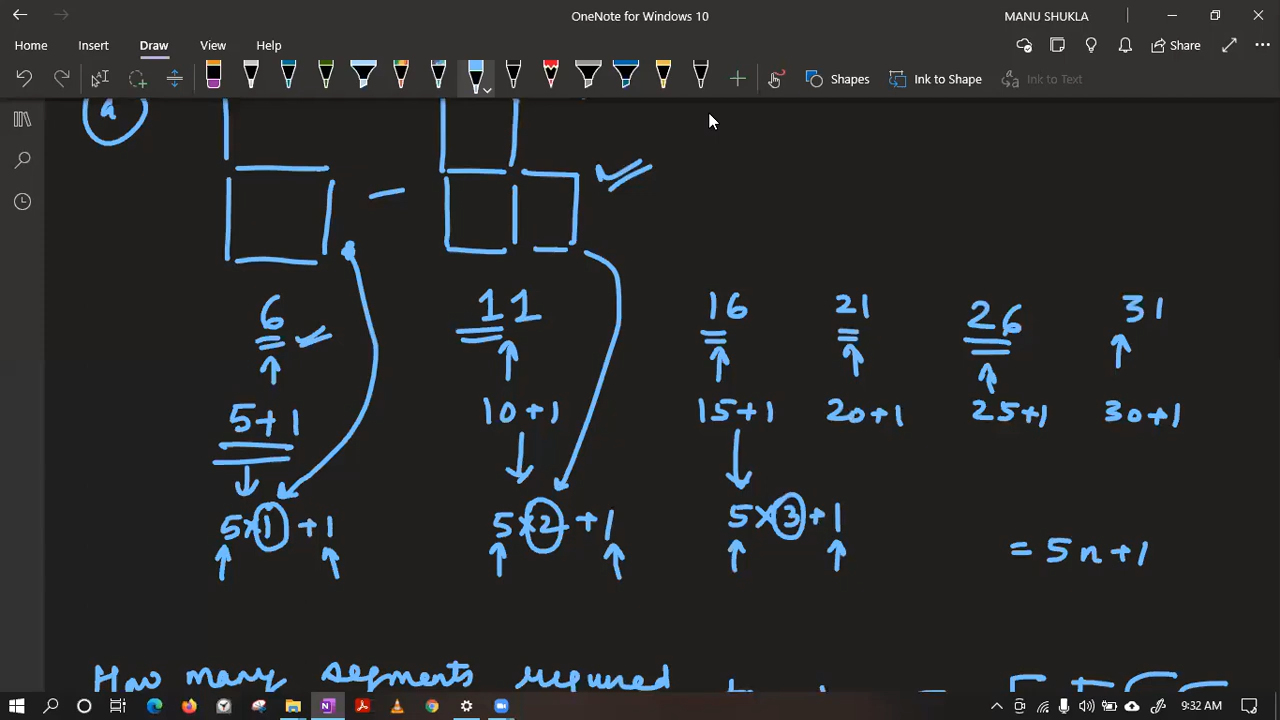 OneNote for Windows 10
MANU SHUKLA
Home Insert Draw View Help
Share
Shapes
Ink to Shape
Ink to Text
a
6 11 16 21 26 31
5+1 10+1 15+1 20+1 25+1 30+1
5×1+1 5×2+1 5×3+1 = 5n+1
How many segments required
9:32 AM